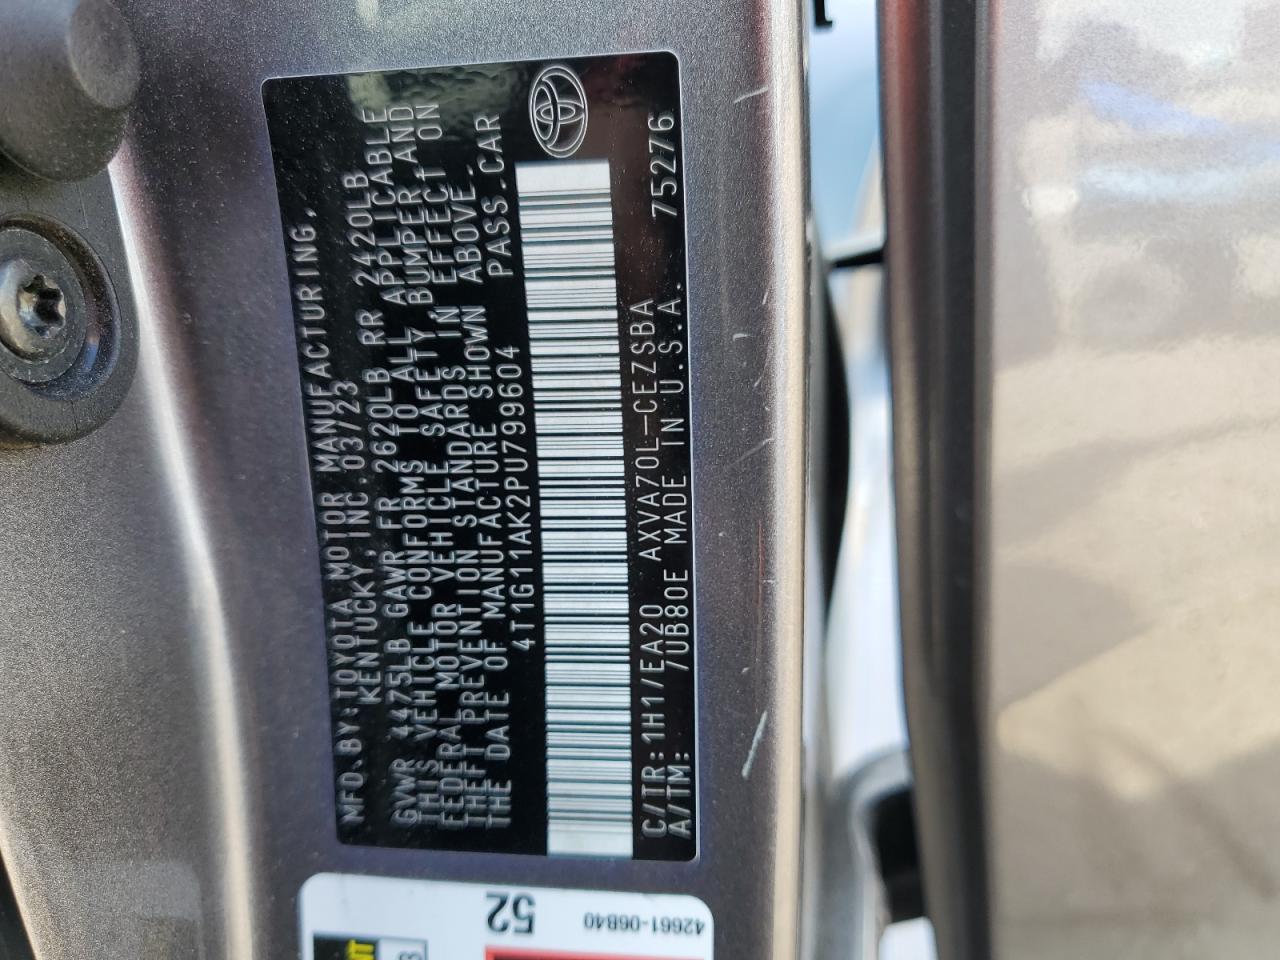 MFD.BY:TOYOTA MOTOR MANUFACTURING,
KENTUCKY,INC. 03/23
GVWR 4475LB GAWR FR 2620LB RR 2420LB
THIS VEHICLE CONFORMS TO ALL APPLICABLE
FEDERAL MOTOR VEHICLE SAFETY,BUMPER,AND
THEFT PREVENTION STANDARDS IN EFFECT ON
THE DATE OF MANUFACTURE SHOWN ABOVE.
4T1G11AK2PU799604 PASS.CAR
C/TR:1H1/EA20 AXVA70L-CEZSBA 75276
A/TM: /UB80E MADE IN U.S.A.
52
42661-06B40